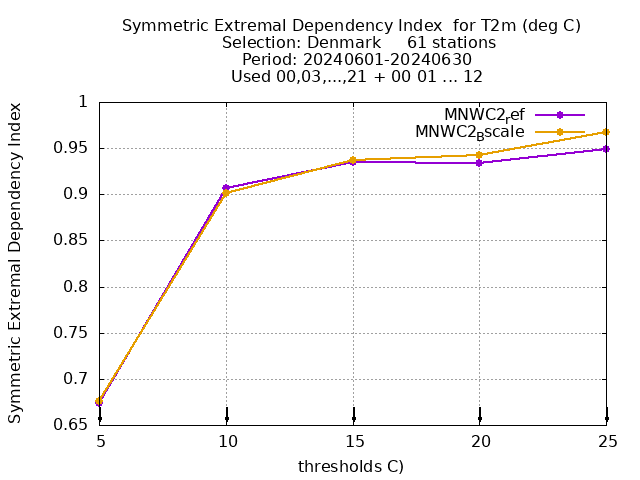 Symmetric Extremal Dependency Index  for T2m (deg C)
Selection: Denmark     61 stations
Period: 20240601-20240630
Used 00,03,...,21 + 00 01 ... 12
MNWC2_ref
MNWC2_Bscale
Symmetric Extremal Dependency Index
1
0.95
0.9
0.85
0.8
0.75
0.7
0.65
5 10 15 20 25
thresholds C)